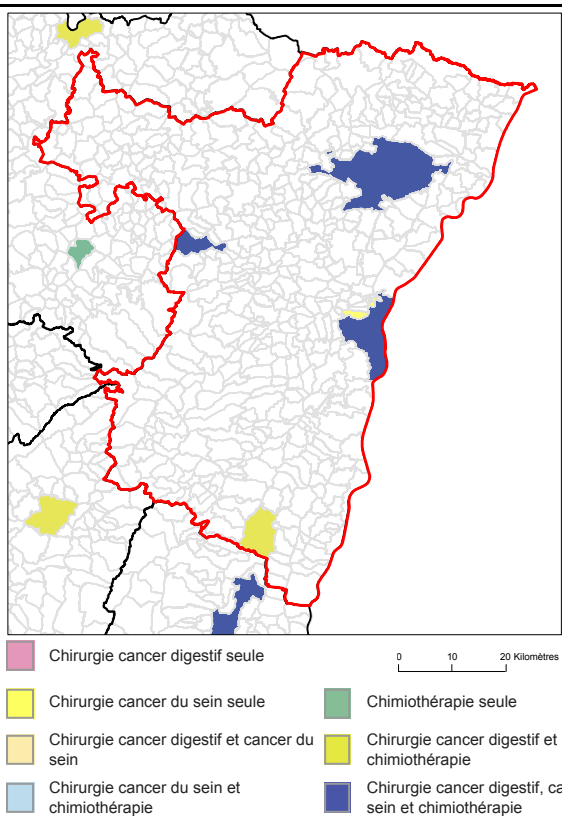 Chirurgie cancer digestif seule
0 10 20 Kilomètres
Chirurgie cancer du sein seule
Chimiothérapie seule
Chirurgie cancer digestif et cancer du
sein
Chirurgie cancer digestif et
chimiothérapie
Chirurgie cancer du sein et
chimiothérapie
Chirurgie cancer digestif, ca
sein et chimiothérapie